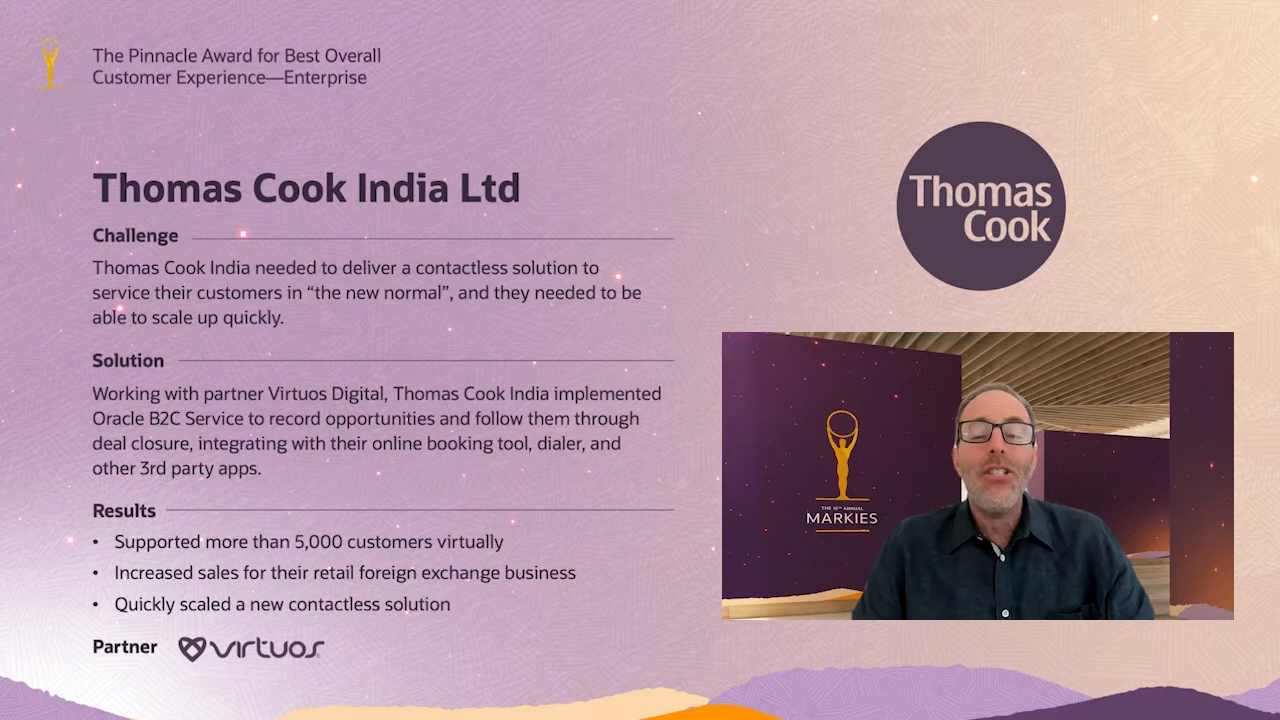 The Pinnacle Award for Best Overall
Customer Experience—Enterprise
Thomas Cook India Ltd
Challenge
Thomas Cook India needed to deliver a contactless solution to
service their customers in “the new normal”, and they needed to be
able to scale up quickly.
Solution
Working with partner Virtuos Digital, Thomas Cook India implemented
Oracle B2C Service to record opportunities and follow them through
deal closure, integrating with their online booking tool, dialer, and
other 3rd party apps.
Results
• Supported more than 5,000 customers virtually
• Increased sales for their retail foreign exchange business
• Quickly scaled a new contactless solution
Partner virtuos
Thomas
Cook
THE 15TH ANNUAL
MARKIES